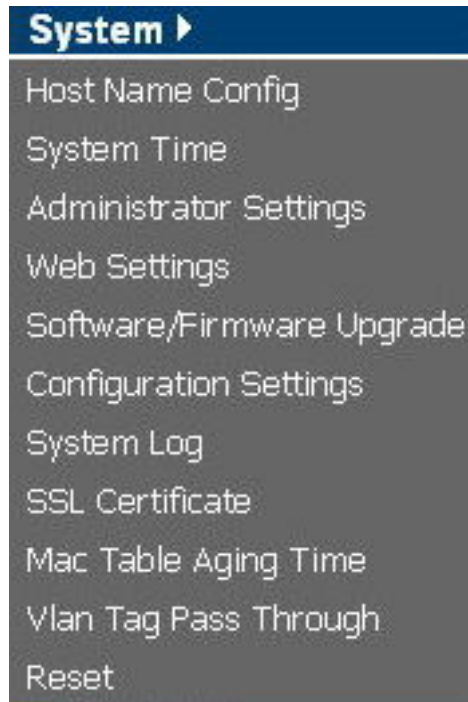 System ▶
Host Name Config
System Time
Administrator Settings
Web Settings
Software/Firmware Upgrade
Configuration Settings
System Log
SSL Certificate
Mac Table Aging Time
Vlan Tag Pass Through
Reset